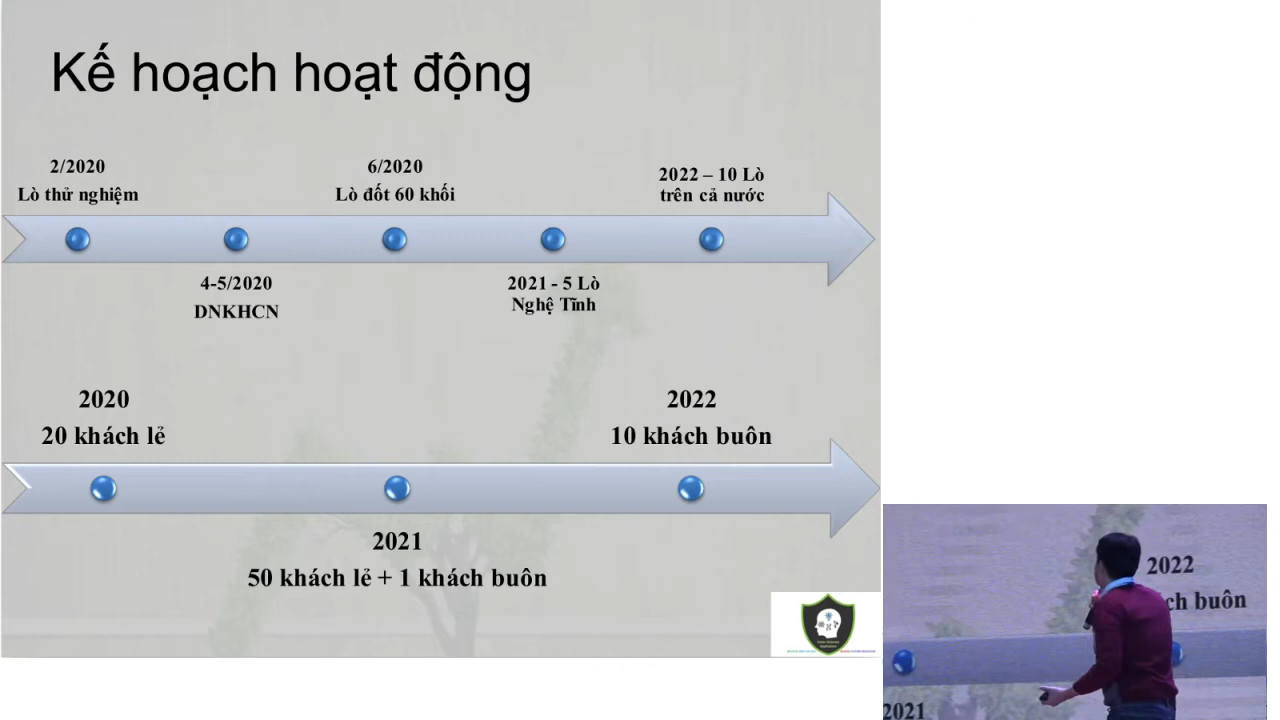 Kế hoạch hoạt động
2/2020
Lò thử nghiệm
6/2020
Lò đốt 60 khối
2022 – 10 Lò
trên cả nước
4-5/2020
DNKHCN
2021 - 5 Lò
Nghệ Tĩnh
2020
20 khách lẻ
2022
10 khách buôn
2021
50 khách lẻ + 1 khách buôn
2022
ch buôn
2021